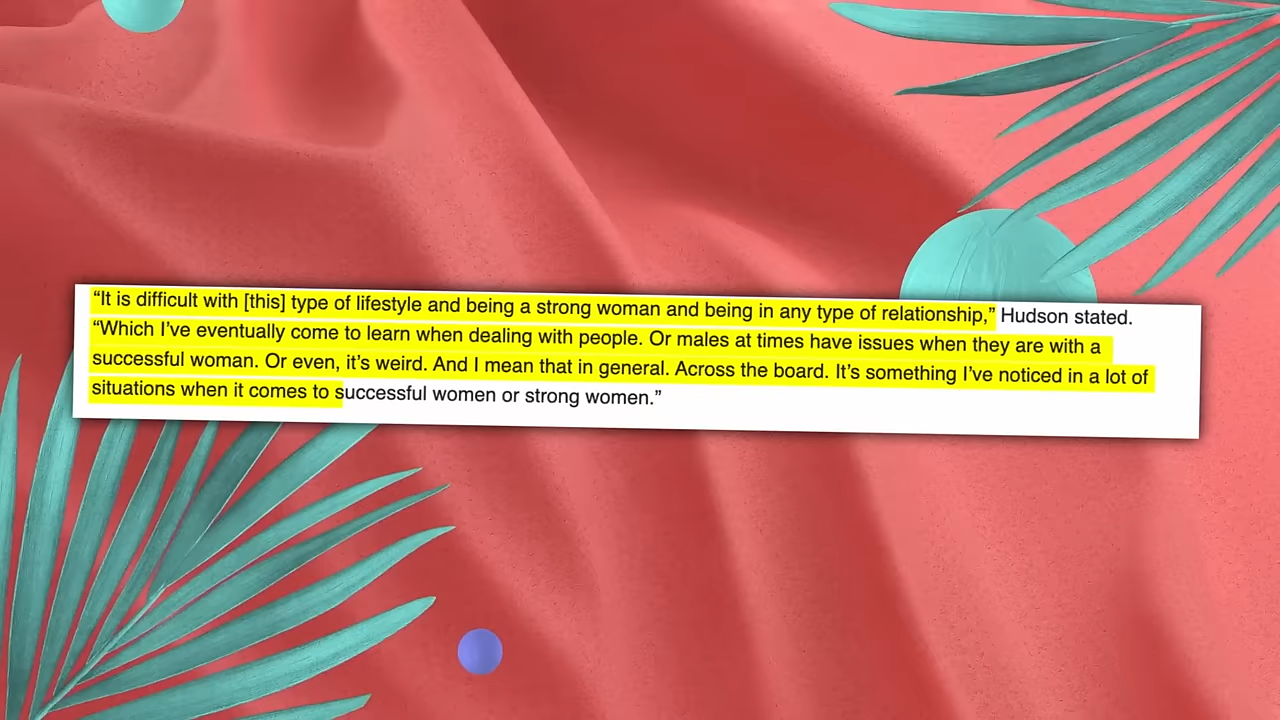 “It is difficult with [this] type of lifestyle and being a strong woman and being in any type of relationship,” Hudson stated.
“Which I’ve eventually come to learn when dealing with people. Or males at times have issues when they are with a
successful woman. Or even, it’s weird. And I mean that in general. Across the board. It’s something I’ve noticed in a lot of
situations when it comes to successful women or strong women.”